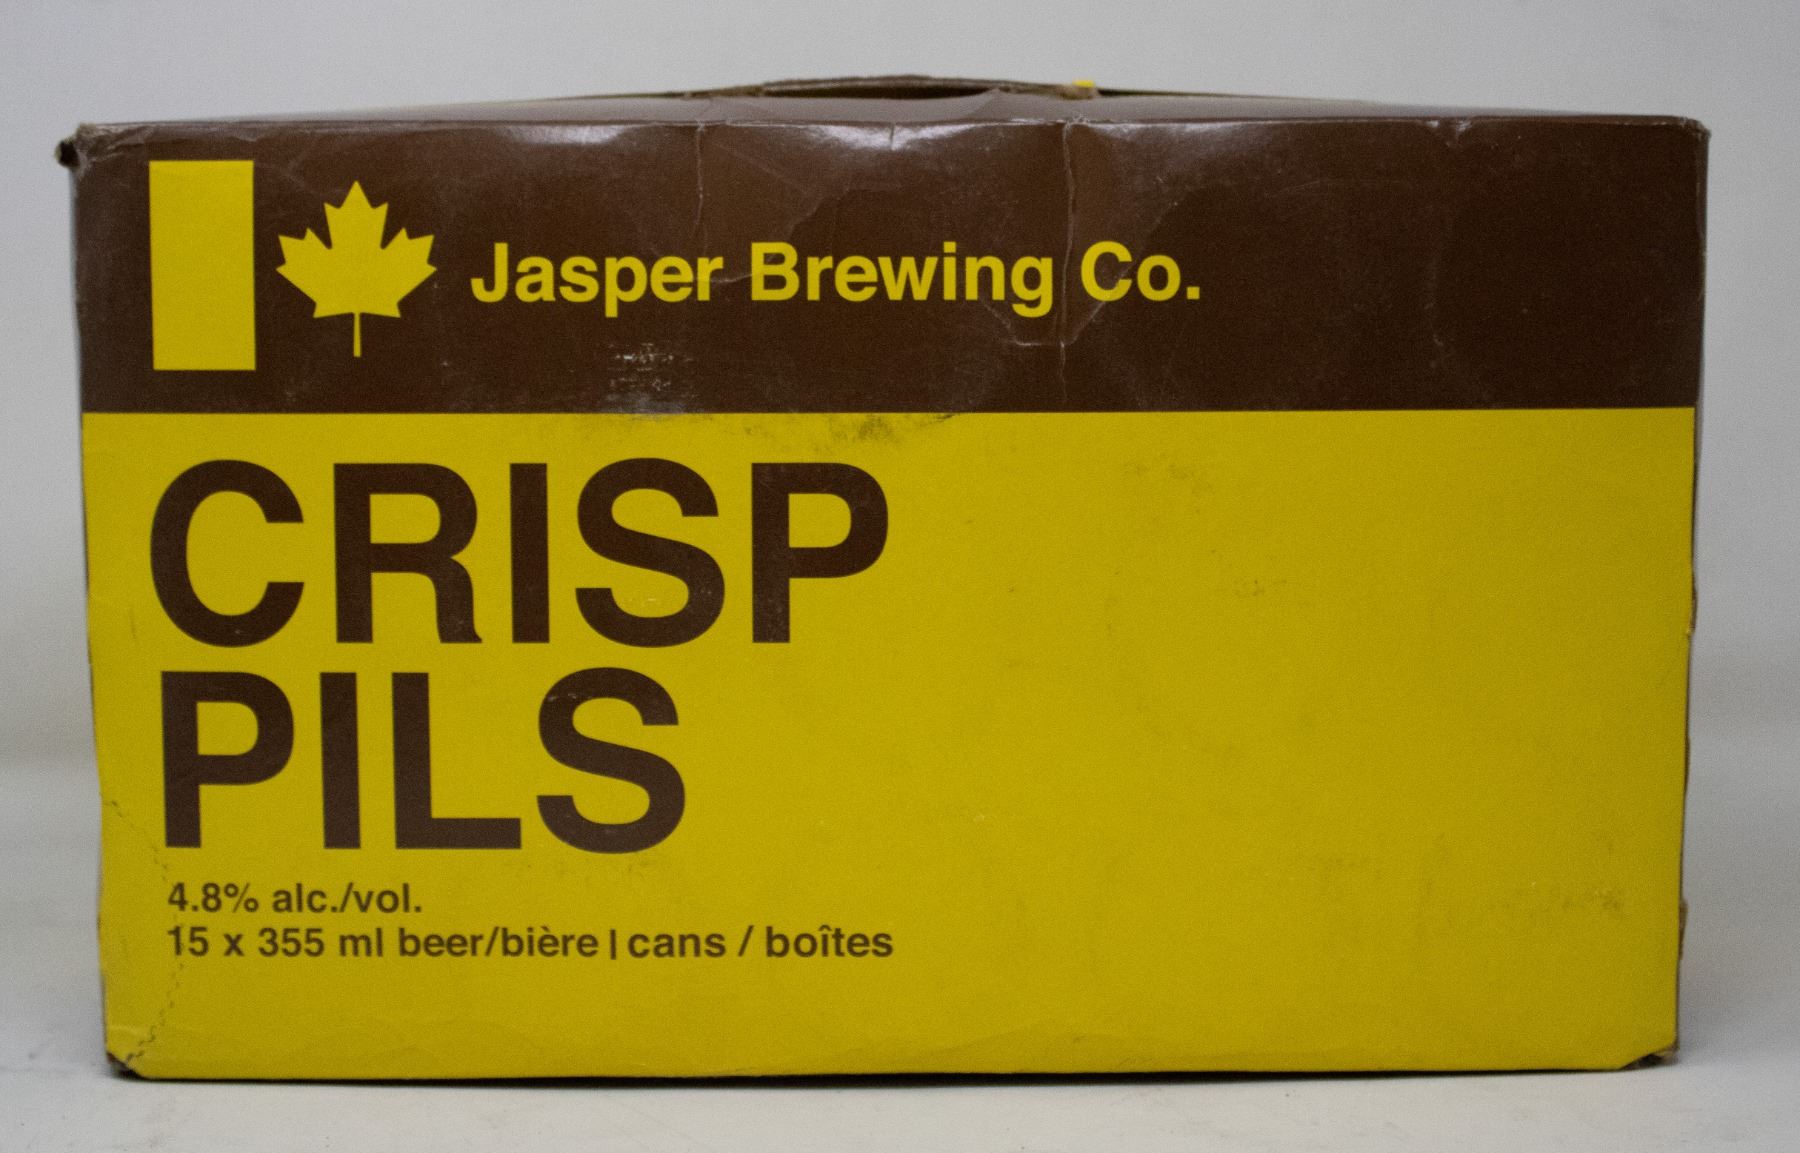 Jasper Brewing Co.
CRISP
PILS
4.8% alc./vol.
15 x 355 ml beer/bière | cans / boîtes